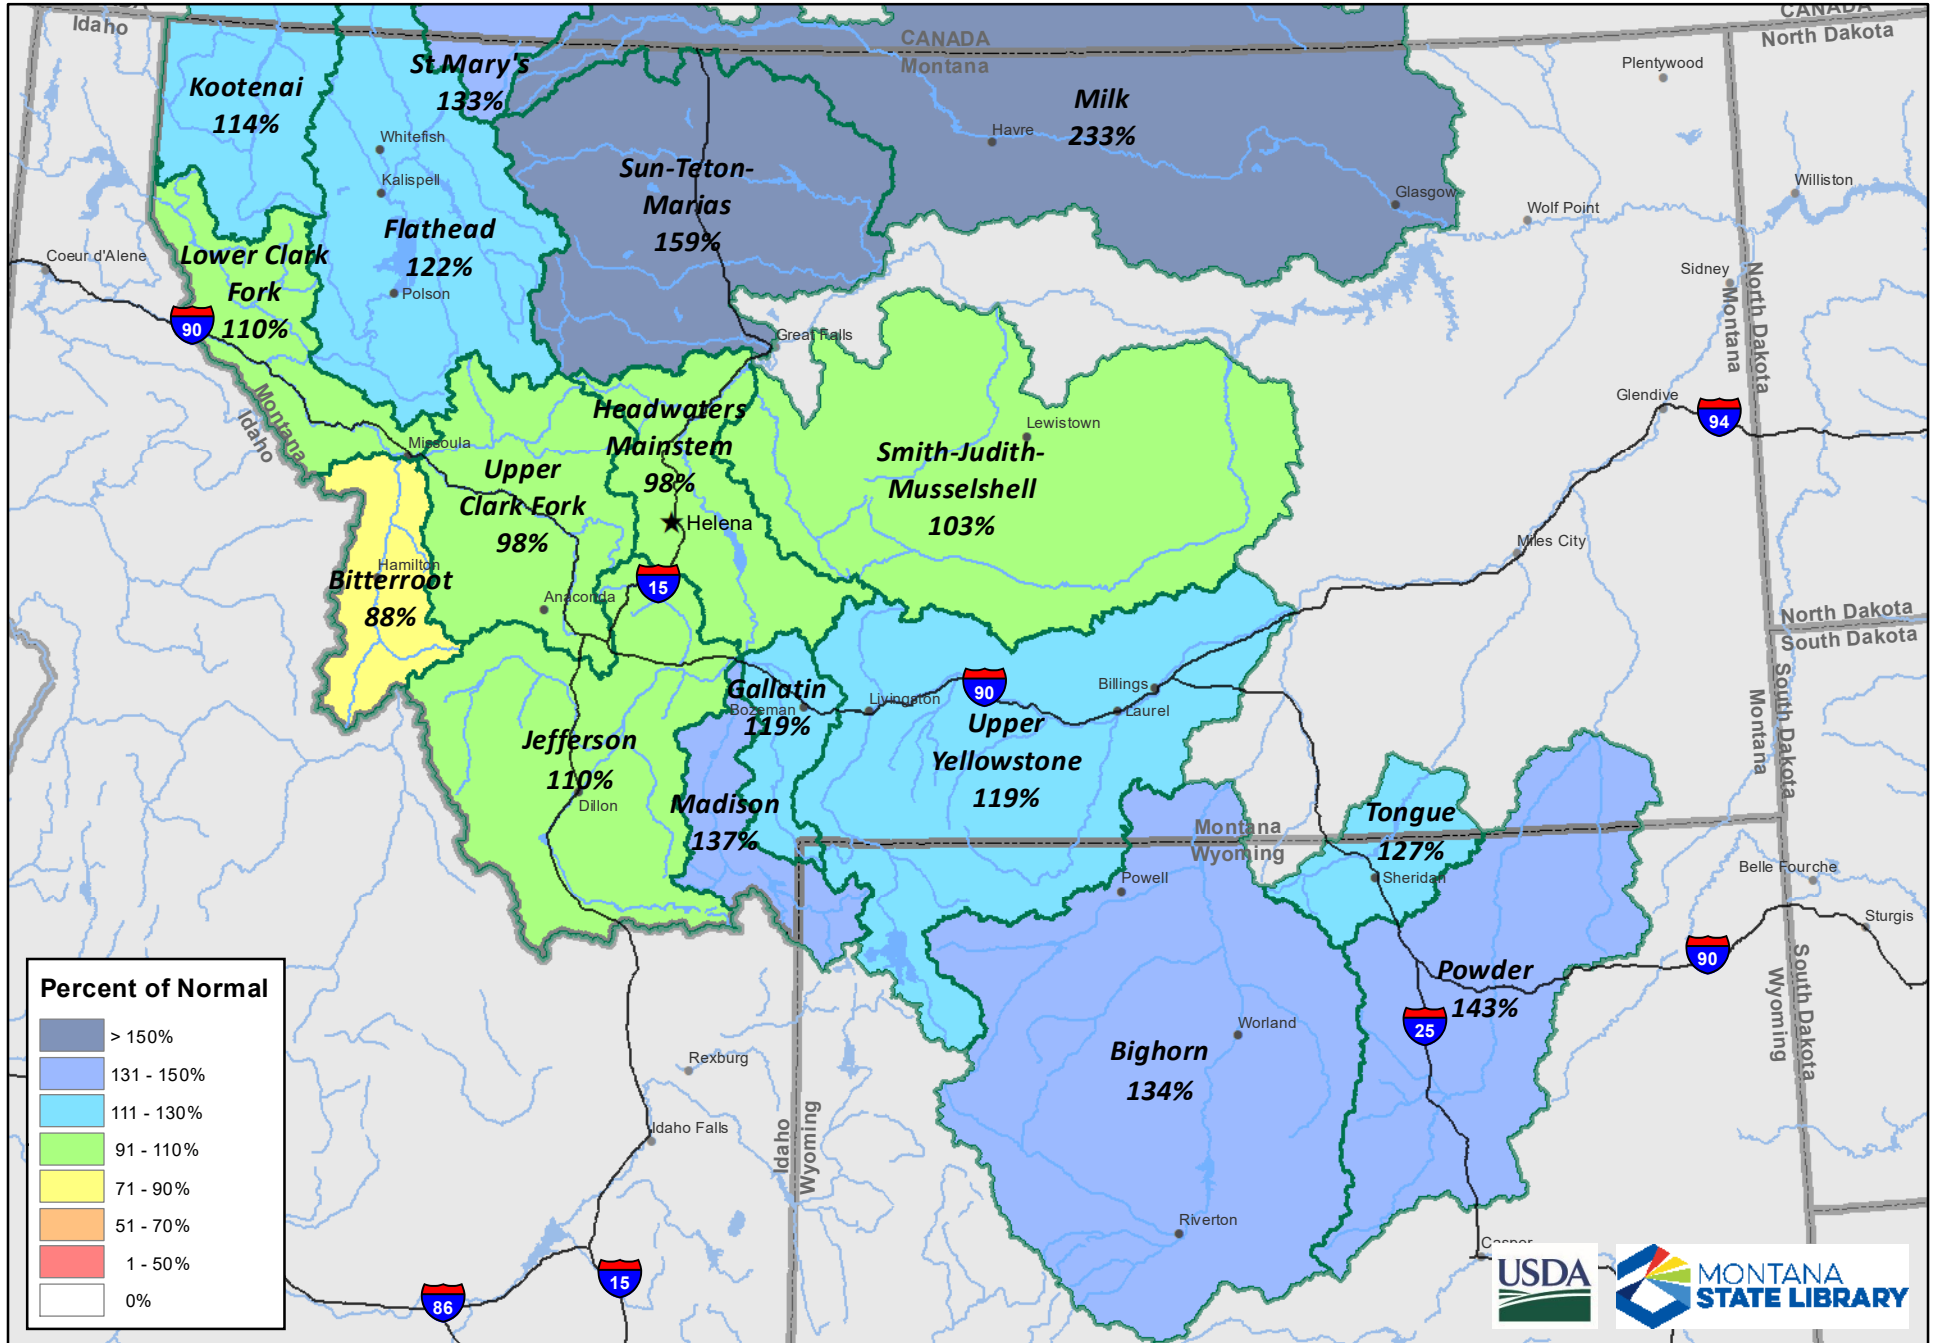 CANADA
Idaho
CANADA
North Dakota
CANADA
Montana
St Mary's
133%
Kootenai
114%
Plentywood
Milk
233%
Whitefish
Havre
Kalispell
Sun-Teton-
Marias
159%
Williston
Glasgow
Wolf Point
Flathead
122%
Coeur d'Alene
Lower Clark
Fork
110%
Polson
Sidney
North Dakota
Montana
90
Great Falls
Montana
Idaho
Headwaters
Mainstem
98%
Glendive
94
Lewistown
Missoula
Smith-Judith-
Musselshell
103%
Upper
Clark Fork
98%
Helena
Miles City
Hamilton
Bitterroot
88%
15
Anaconda
North Dakota
South Dakota
Gallatin
119%
Bozeman
Livingston
90
Billings
Laurel
South Dakota
Montana
Upper
Yellowstone
119%
Jefferson
110%
Dillon
Madison
137%
Tongue
127%
Montana
Wyoming
Powell
Sheridan
Belle Fourche
Sturgis
90
South Dakota
Wyoming
Powder
143%
25
Worland
Bighorn
134%
Percent of Normal
> 150%
131 - 150%
111 - 130%
91 - 110%
71 - 90%
51 - 70%
1 - 50%
0%
Rexburg
Idaho Falls
Idaho
Wyoming
Riverton
Casper
15
86
USDA
MONTANA
STATE LIBRARY